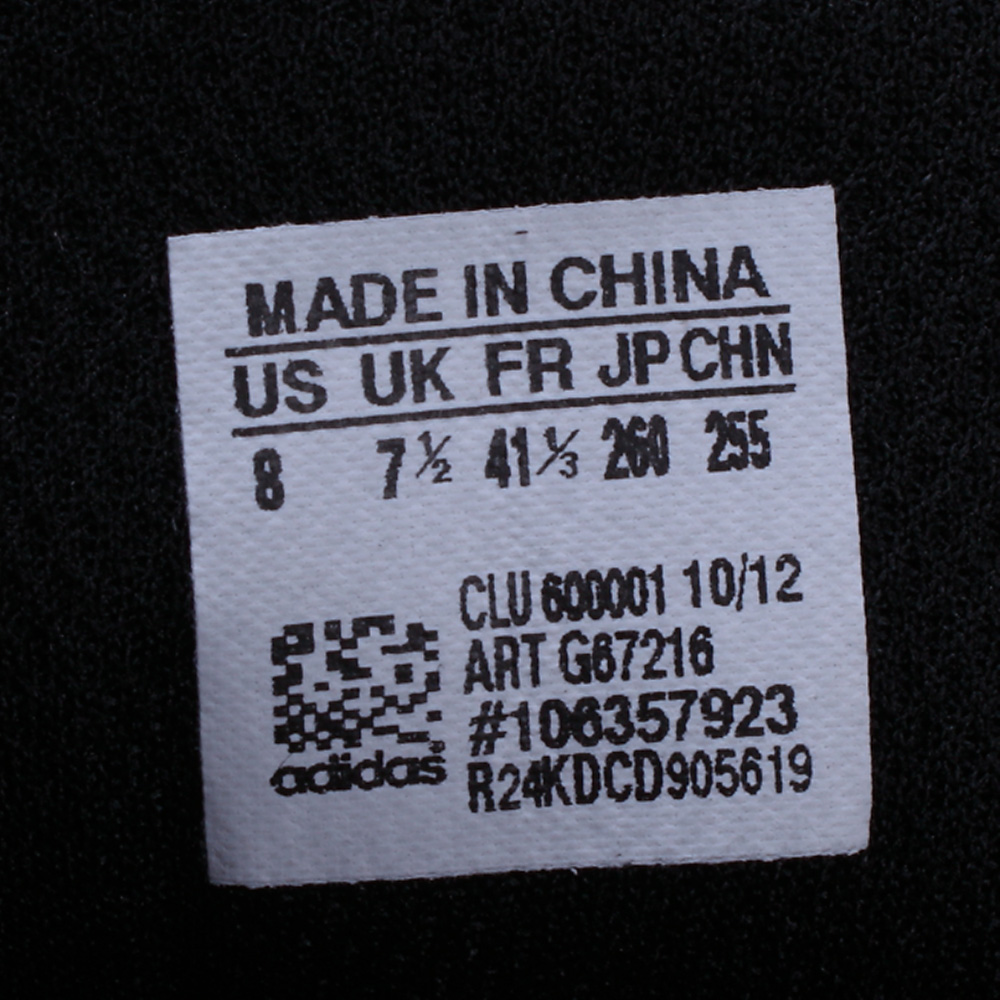 MADE IN CHINA
US UK FR JP CHN
8 7½ 41⅓ 260 255
CLU 600001 10/12
ART G67216
#106357923
adidas R24KDCD905619